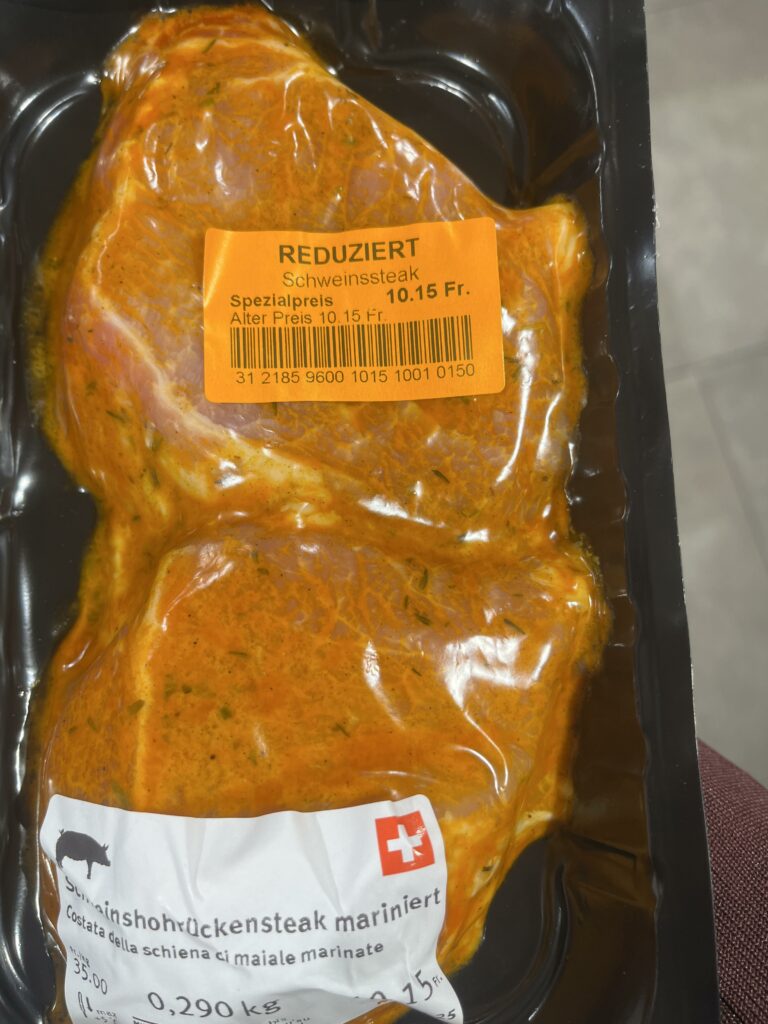 REDUZIERT
Schweinssteak
Spezialpreis 10.15 Fr.
Alter Preis 10.15 Fr.
31 2185 9600 1015 1001 0150
mariniert
Costata della schiena di maiale marinate
35.00
0,290 kg